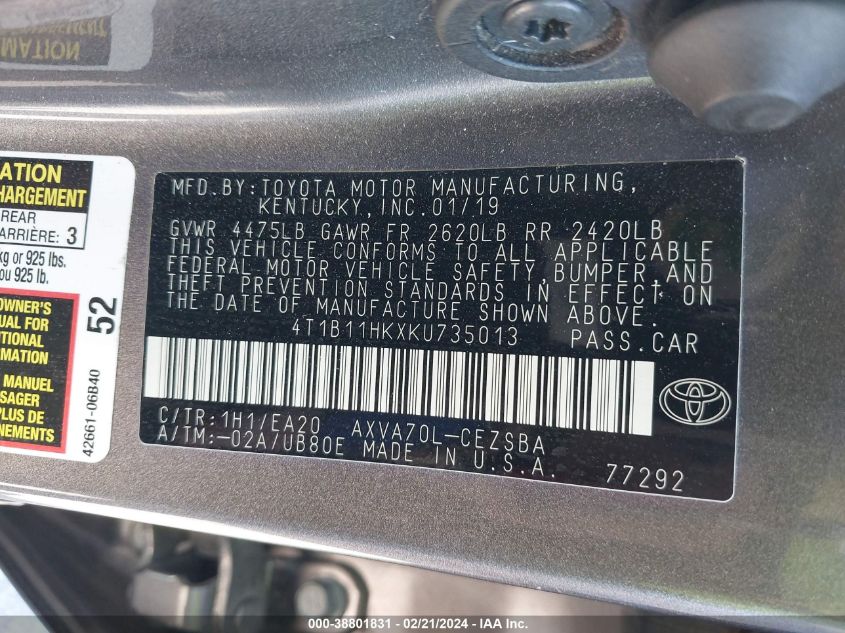 MATION
ATION
CHARGEMENT
REAR
ARRIÈRE: 3
kg or 925 lbs.
ou 925 lb.
OWNER'S
UAL FOR
TIONAL
MATION
MANUEL
SAGER
PLUS DE
NEMENTS
52
42661-06B40
MFD.BY:TOYOTA MOTOR MANUFACTURING,
KENTUCKY,INC.01/19
GVWR 4475LB GAWR FR 2620LB RR 2420LB
THIS VEHICLE CONFORMS TO ALL APPLICABLE
FEDERAL MOTOR VEHICLE SAFETY,BUMPER,AND
THEFT PREVENTION STANDARDS IN EFFECT ON
THE DATE OF MANUFACTURE SHOWN ABOVE.
4T1B11HKXKU735013 PASS.CAR
C/TR:1H1/EA20 AXVA70L-CEZSBA
A/TM:-02A/UB80E MADE IN U.S.A. 77292
000-38801831 - 02/21/2024 - IAA Inc.